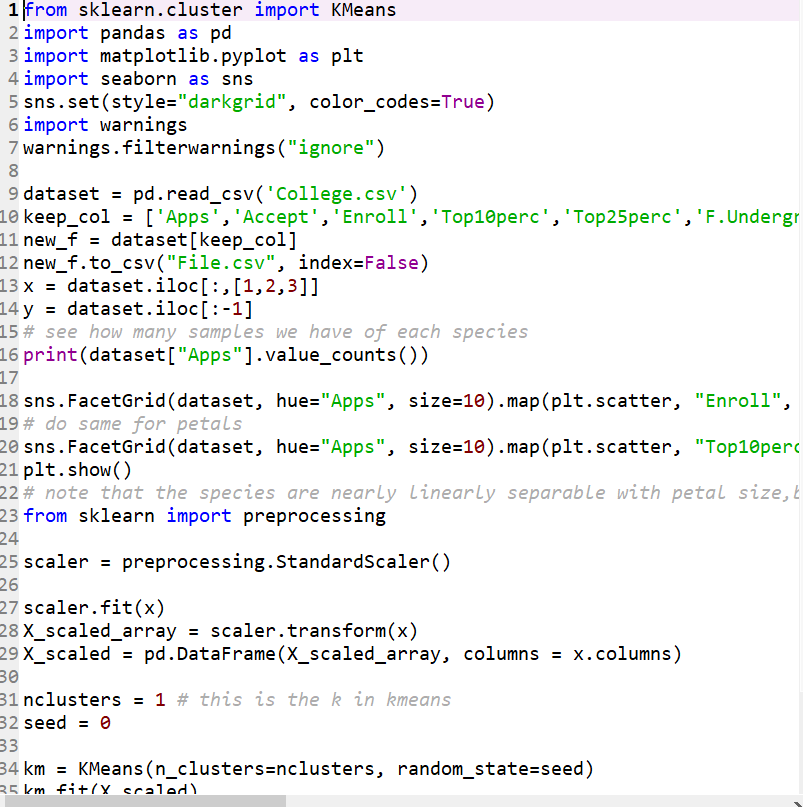 1 from sklearn.cluster import KMeans
2 import pandas as pd
3 import matplotlib.pyplot as plt
4 import seaborn as sns
5 sns.set(style="darkgrid", color_codes=True)
6 import warnings
7 warnings.filterwarnings("ignore")
8
9 dataset = pd.read_csv('College.csv')
10 keep_col = ['Apps','Accept','Enroll','Top10perc','Top25perc','F.Undergr
11 new_f = dataset[keep_col]
12 new_f.to_csv("File.csv", index=False)
13 x = dataset.iloc[:,[1,2,3]]
14 y = dataset.iloc[:-1]
15 # see how many samples we have of each species
16 print(dataset["Apps"].value_counts())
17
18 sns.FacetGrid(dataset, hue="Apps", size=10).map(plt.scatter, "Enroll",
19 # do same for petals
20 sns.FacetGrid(dataset, hue="Apps", size=10).map(plt.scatter, "Top10perc
21 plt.show()
22 # note that the species are nearly linearly separable with petal size,b
23 from sklearn import preprocessing
24
25 scaler = preprocessing.StandardScaler()
26
27 scaler.fit(x)
28 X_scaled_array = scaler.transform(x)
29 X_scaled = pd.DataFrame(X_scaled_array, columns = x.columns)
30
31 nclusters = 1 # this is the k in kmeans
32 seed = 0
33
34 km = KMeans(n_clusters=nclusters, random_state=seed)
35 km.fit(X_scaled)